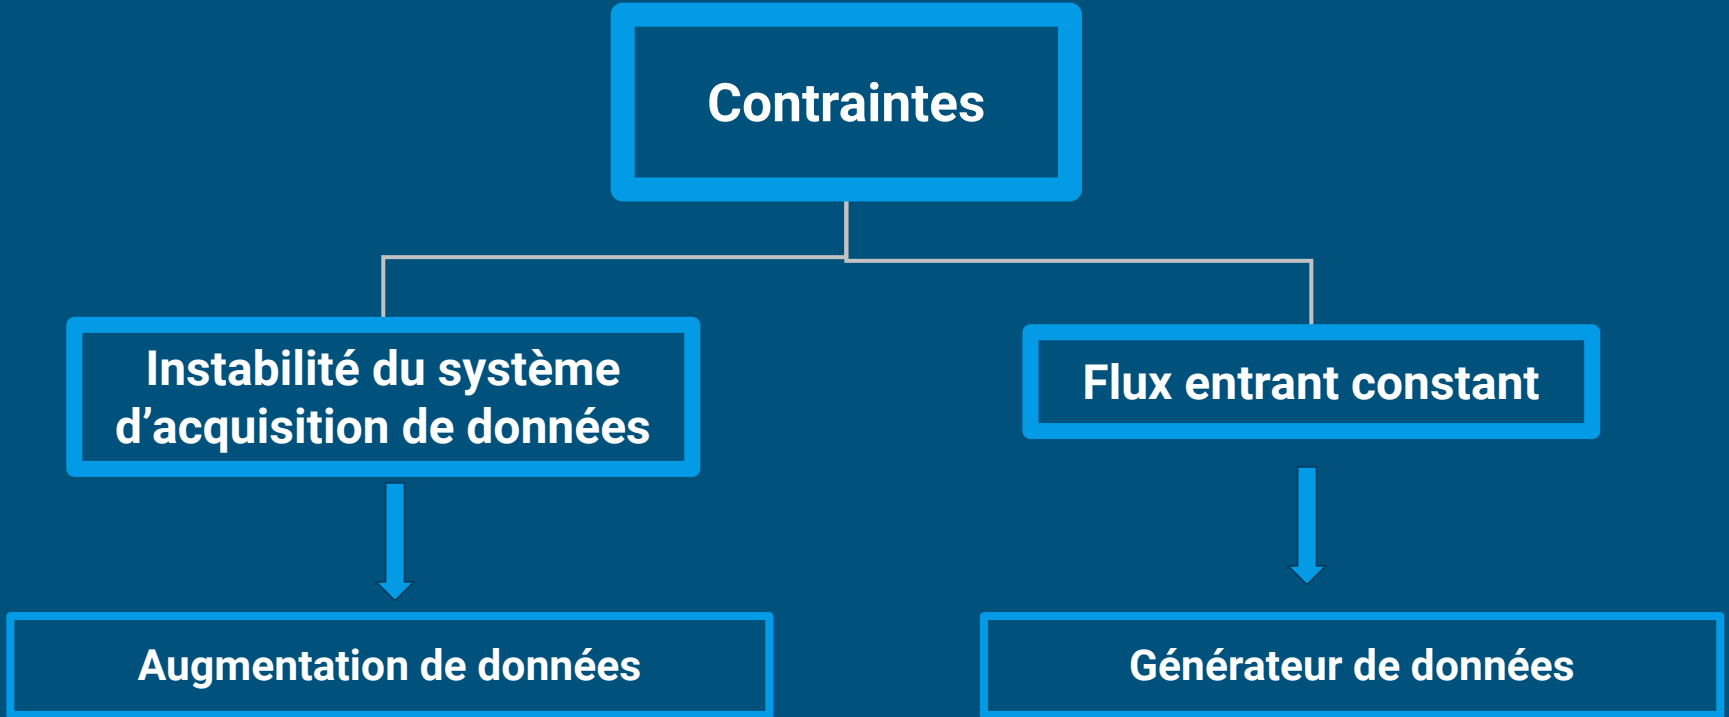 Contraintes
Instabilité du système
d’acquisition de données
Flux entrant constant
Augmentation de données
Générateur de données